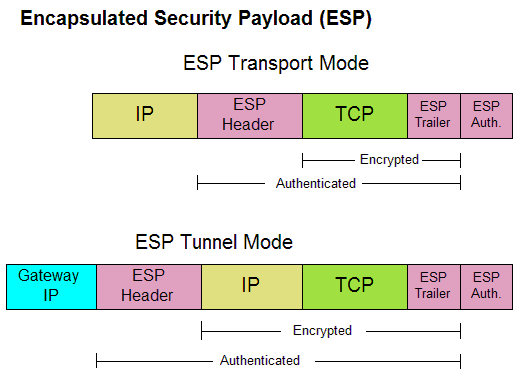 Encapsulated Security Payload (ESP)
ESP Transport Mode
IP
ESP
Header
TCP
ESP
Trailer
ESP
Auth.
Encrypted
Authenticated
ESP Tunnel Mode
Gateway
IP
ESP
Header
IP
TCP
ESP
Trailer
ESP
Auth.
Encrypted
Authenticated